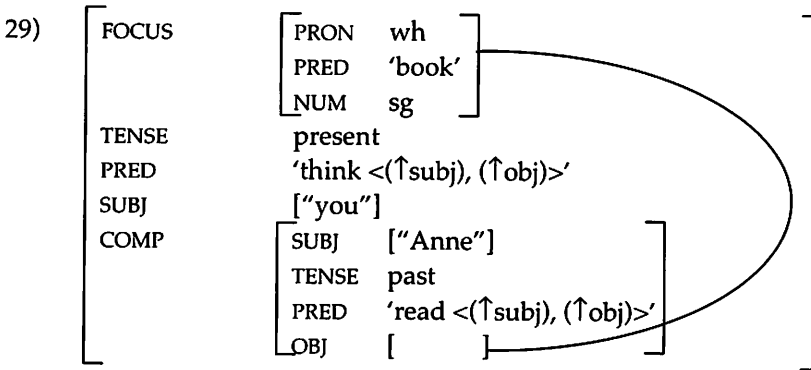 29) FOCUS PRON wh
PRED ‘book’
NUM sg
TENSE present
PRED ‘think <(↑subj), (↑obj)>’
SUBJ [“you”]
COMP SUBJ [“Anne”]
TENSE past
PRED ‘read <(↑subj), (↑obj)>’
OBJ [ ]